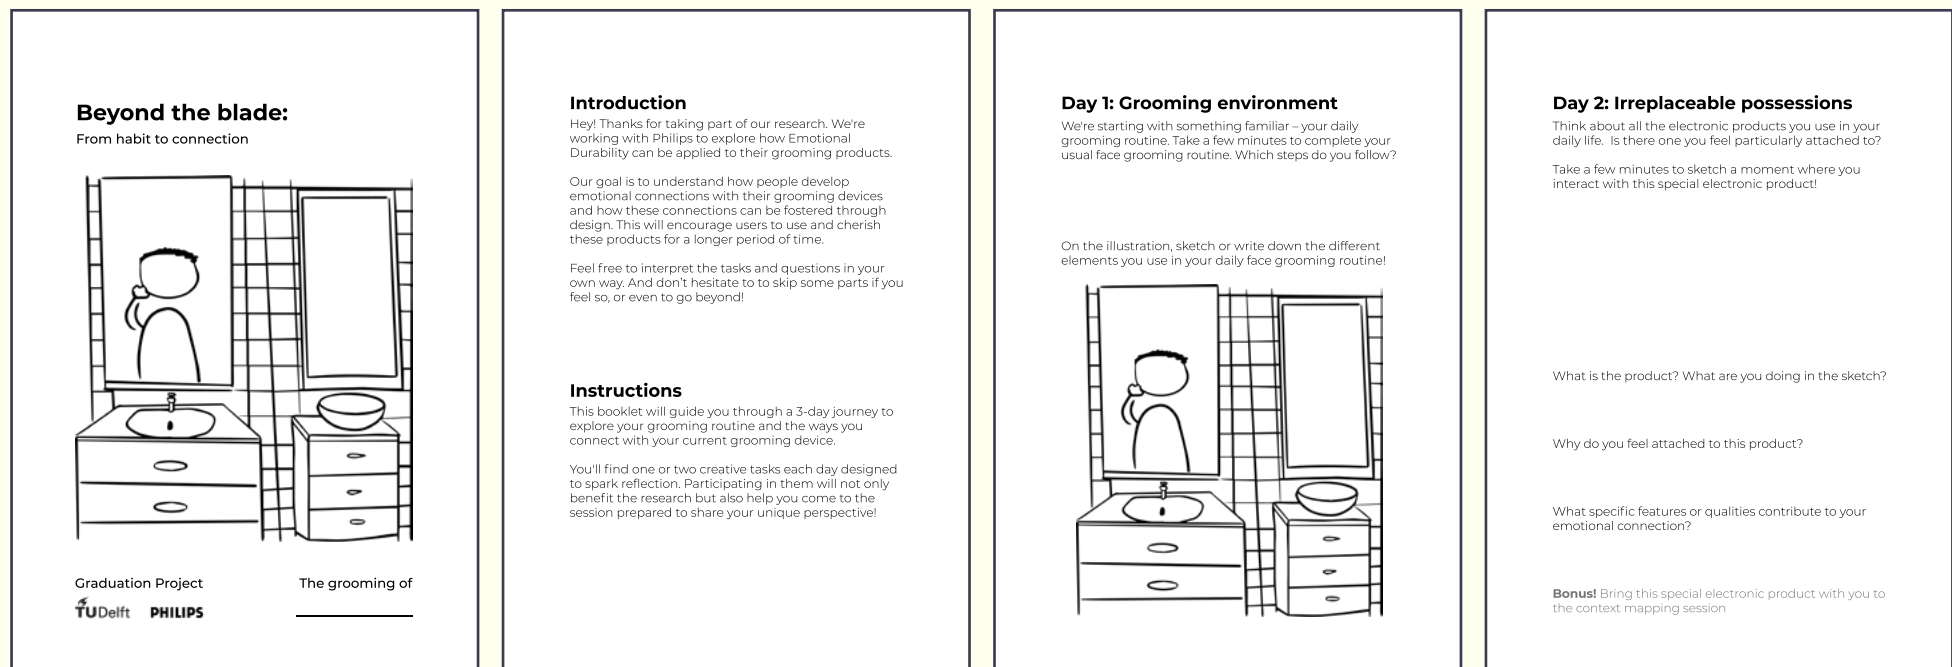 Beyond the blade:
From habit to connection
Graduation Project
The grooming of
TUDelft
PHILIPS
Introduction
Hey! Thanks for taking part of our research. We're
working with Philips to explore how Emotional
Durability can be applied to their grooming products.
Our goal is to understand how people develop
emotional connections with their grooming devices
and how these connections can be fostered through
design. This will encourage users to use and cherish
these products for a longer period of time.
Feel free to interpret the tasks and questions in your
own way. And don't hesitate to to skip some parts if you
feel so, or even to go beyond!
Instructions
This booklet will guide you through a 3-day journey to
explore your grooming routine and the ways you
connect with your current grooming device.
You'll find one or two creative tasks each day designed
to spark reflection. Participating in them will not only
benefit the research but also help you come to the
session prepared to share your unique perspective!
Day 1: Grooming environment
We're starting with something familiar – your daily
grooming routine. Take a few minutes to complete your
usual face grooming routine. Which steps do you follow?
On the illustration, sketch or write down the different
elements you use in your daily face grooming routine!
Day 2: Irreplaceable possessions
Think about all the electronic products you use in your
daily life. Is there one you feel particularly attached to?
Take a few minutes to sketch a moment where you
interact with this special electronic product!
What is the product? What are you doing in the sketch?
Why do you feel attached to this product?
What specific features or qualities contribute to your
emotional connection?
Bonus! Bring this special electronic product with you to
the context mapping session